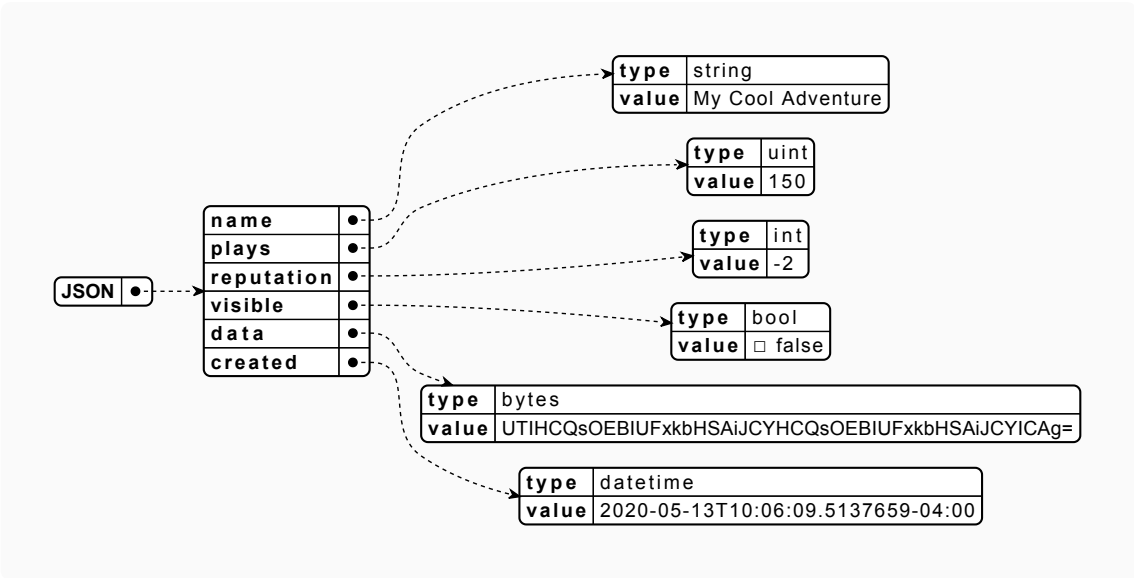 JSON
name
plays
reputation
visible
data
created
type string
value My Cool Adventure
type uint
value 150
type int
value -2
type bool
value ☐ false
type bytes
value UTIHCQsOEBIUFxkbHSAiJCYHCQsOEBIUFxkbHSAiJCYICAg=
type datetime
value 2020-05-13T10:06:09.5137659-04:00